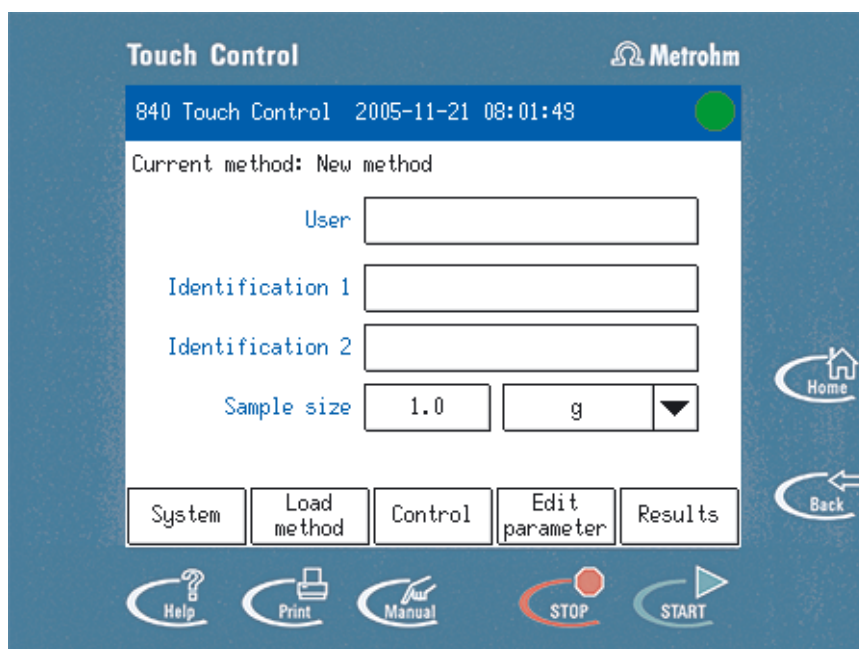 Touch Control Metrohm
840 Touch Control 2005-11-21 08:01:49
Current method: New method
User
Identification 1
Identification 2
Sample size 1.0 g
Home
System Load method Control Edit parameter Results
Back
Help Print Manual STOP START